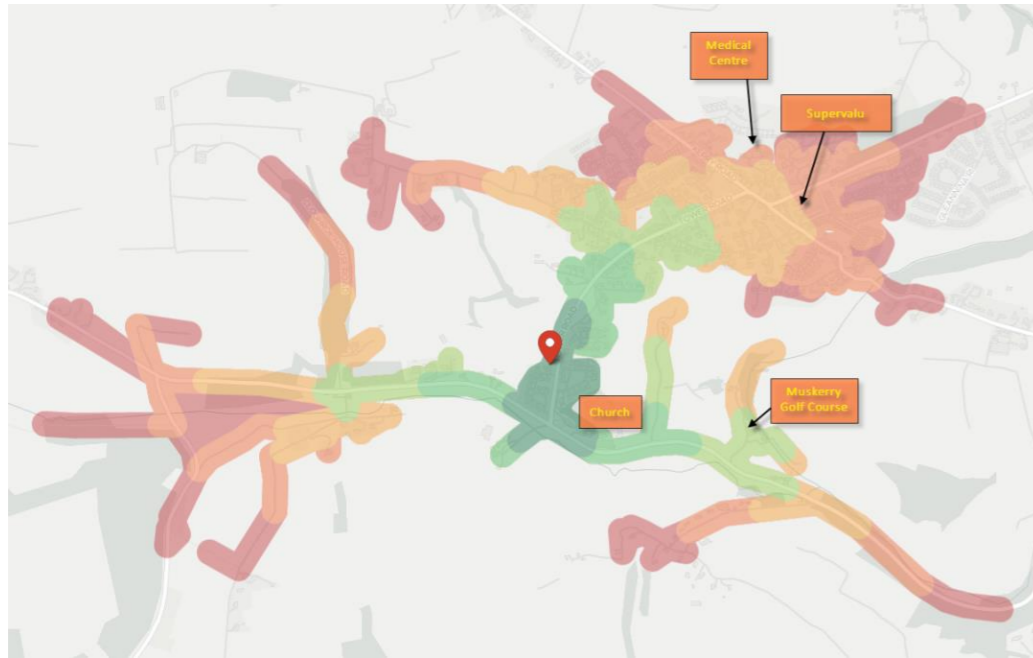 Medical
Centre
Supervalu
Church
Muskerry
Golf Course